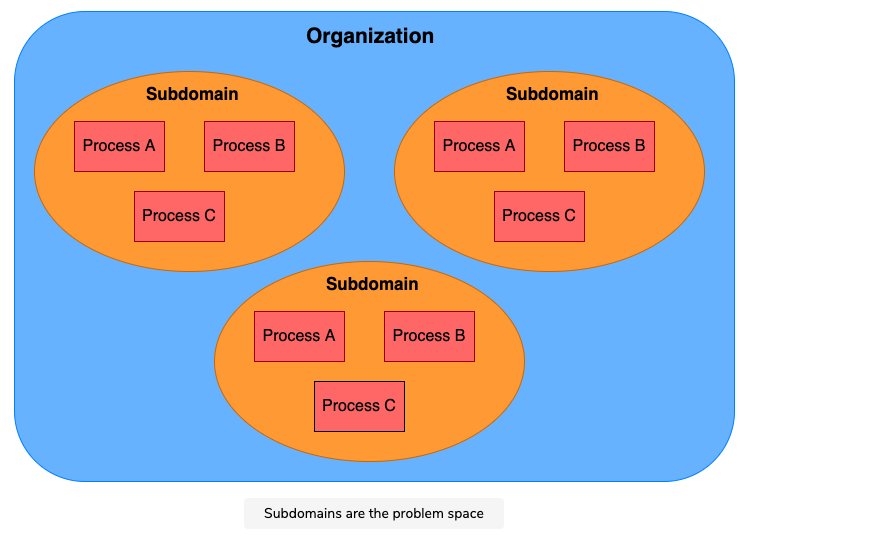 Organization
Subdomain
Process A
Process B
Process C
Subdomain
Process A
Process B
Process C
Subdomain
Process A
Process B
Process C
Subdomains are the problem space